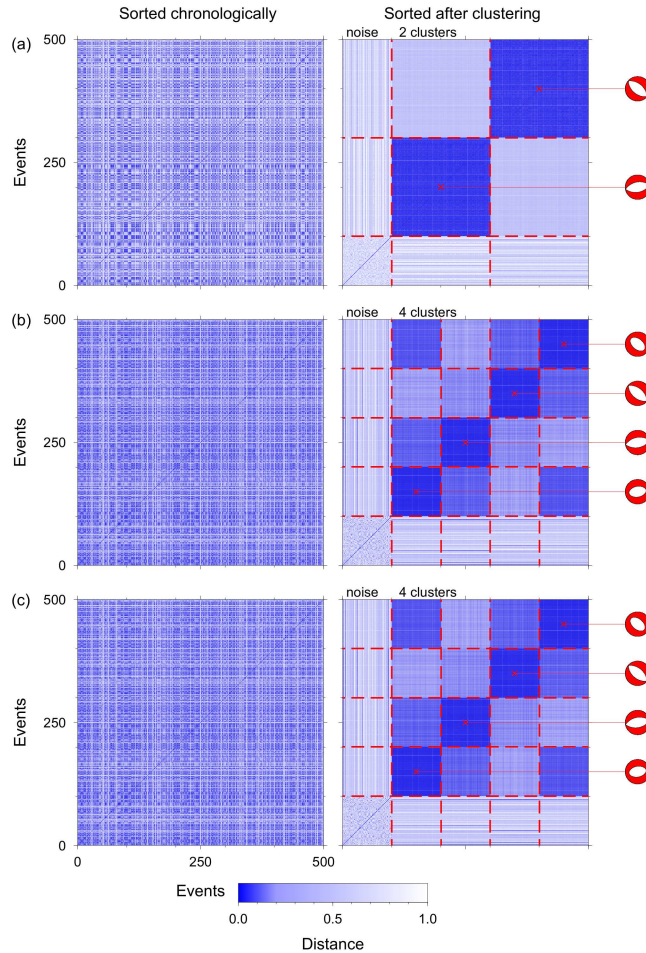 Sorted chronologically
Sorted after clustering
(a)
500
noise
2 clusters
Events
250
0
(b)
500
noise
4 clusters
Events
250
0
(c)
500
noise
4 clusters
Events
250
0
0
250
500
Events
0.0
0.5
1.0
Distance